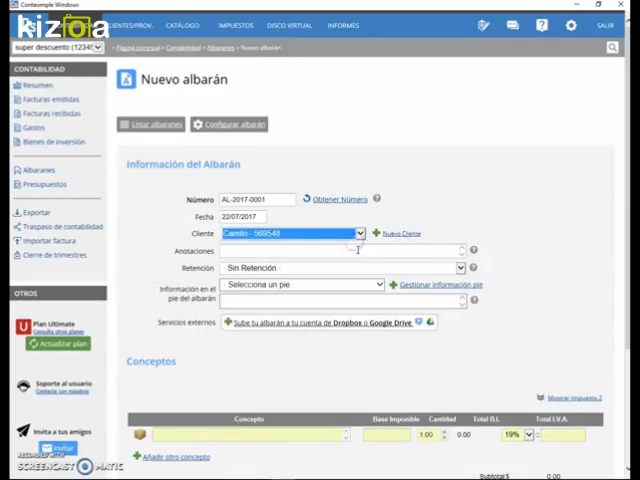 Contasimple
kizoa
CLIENTES/PROV. CATÁLOGO IMPUESTOS DISCO VIRTUAL INFORMES SALIR
super descuento (12345
Página principal > Contabilidad > Albaranes > Nuevo albarán
CONTABILIDAD
Resumen
Facturas emitidas
Facturas recibidas
Gastos
Bienes de inversión
Albaranes
Presupuestos
Exportar
Traspaso de contabilidad
Importar factura
Cierre de trimestres
OTROS
Plan Ultimate
Consulta otros planes
Actualizar plan
Soporte al usuario
Contacta con nosotros
Invita a tus amigos
Invitar
Nuevo albarán
Listar albaranes
Configurar albarán
Información del Albarán
Número AL-2017-0001 Obtener Número
Fecha 22/07/2017
Cliente Camilo - 569548 Nuevo Cliente
Anotaciones
Retención Sin Retención
Información en el pie del albarán Selecciona un pie Gestionar información pie
Servicios externos Sube tu albarán a tu cuenta de Dropbox o Google Drive
Conceptos
Mostrar Impuesto 2
Concepto Base Imponible Cantidad Total B.I. Total I.V.A.
1.00 0.00 19% =
Añadir otro concepto
Subtotal $ 0.00
RECORDED WITH
SCREENCAST MATIC